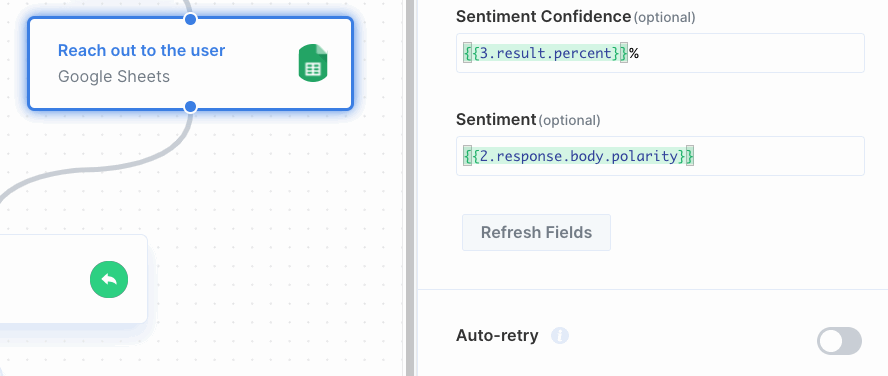 Reach out to the user
Google Sheets
Sentiment Confidence (optional)
{{3.result.percent}}%
Sentiment (optional)
{{2.response.body.polarity}}
Refresh Fields
Auto-retry